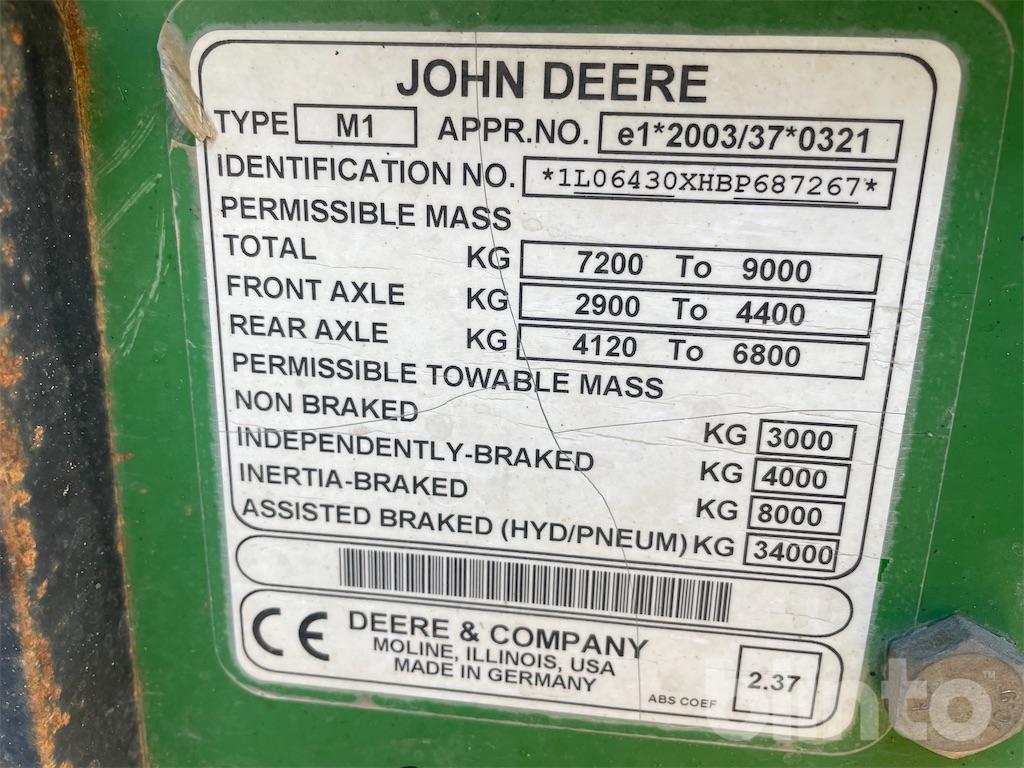 JOHN DEERE
TYPE M1 APPR.NO. e1*2003/37*0321
IDENTIFICATION NO. *1L06430XHBP687267*
PERMISSIBLE MASS
TOTAL KG 7200 To 9000
FRONT AXLE KG 2900 To 4400
REAR AXLE KG 4120 To 6800
PERMISSIBLE TOWABLE MASS
NON BRAKED KG 3000
INDEPENDENTLY-BRAKED KG 4000
INERTIA-BRAKED KG 8000
ASSISTED BRAKED (HYD/PNEUM) KG 34000
CE DEERE & COMPANY
MOLINE, ILLINOIS, USA
MADE IN GERMANY
ABS COEF 2.37
blinto™